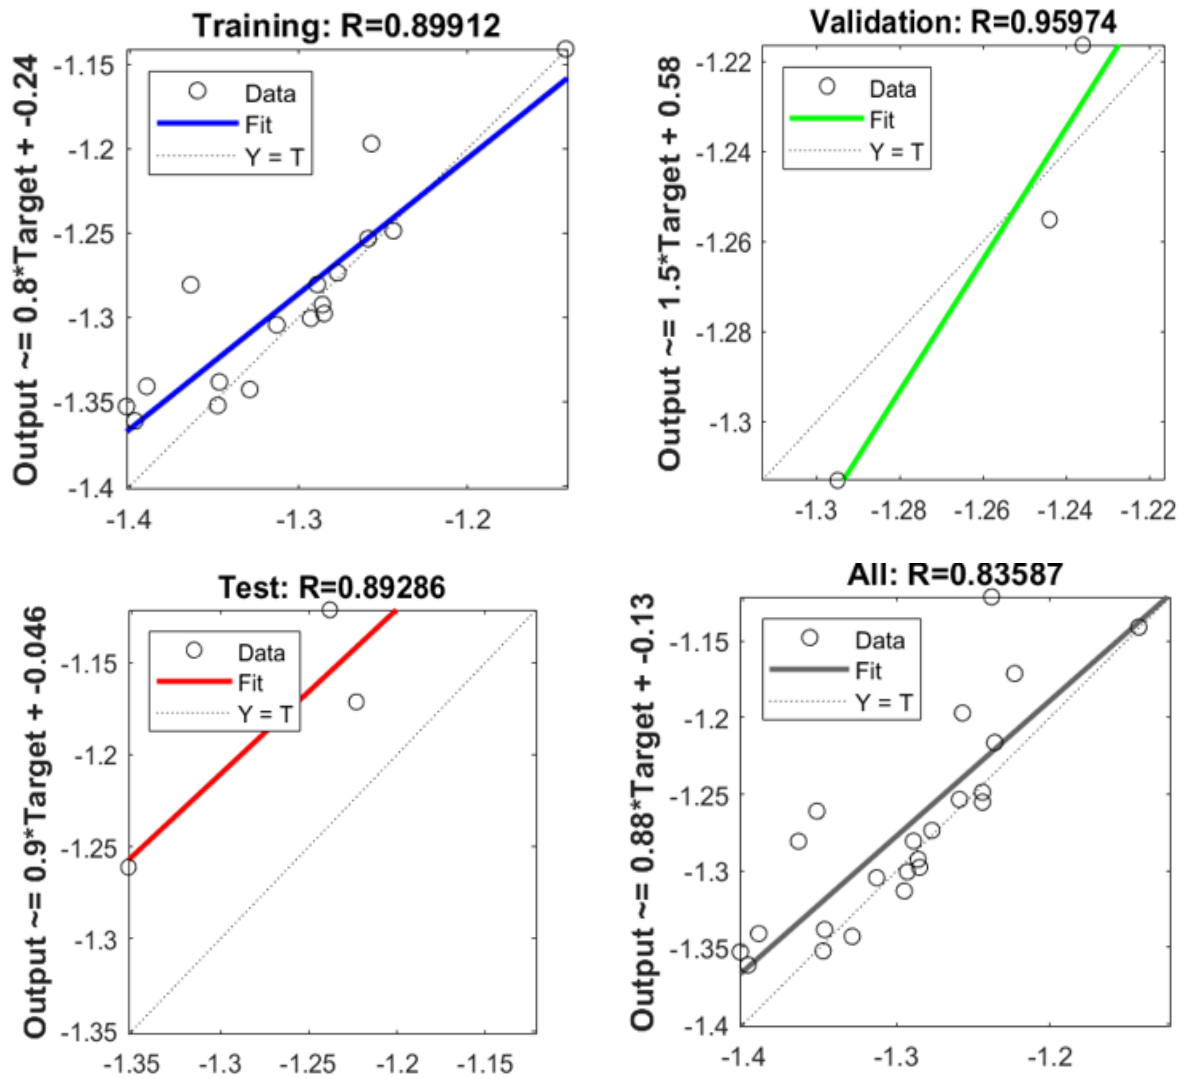 Training: R=0.89912
Output ~= 0.8*Target + -0.24
-1.15
-1.2
-1.25
-1.3
-1.35
-1.4
Data
Fit
Y = T
-1.4
-1.3
-1.2
Validation: R=0.95974
Output ~= 1.5*Target + 0.58
-1.22
-1.24
-1.26
-1.28
-1.3
Data
Fit
Y = T
-1.3
-1.28
-1.26
-1.24
-1.22
Test: R=0.89286
Output ~= 0.9*Target + -0.046
-1.15
-1.2
-1.25
-1.3
-1.35
Data
Fit
Y = T
-1.35
-1.3
-1.25
-1.2
-1.15
All: R=0.83587
Output ~= 0.88*Target + -0.13
-1.15
-1.2
-1.25
-1.3
-1.35
-1.4
Data
Fit
Y = T
-1.4
-1.3
-1.2